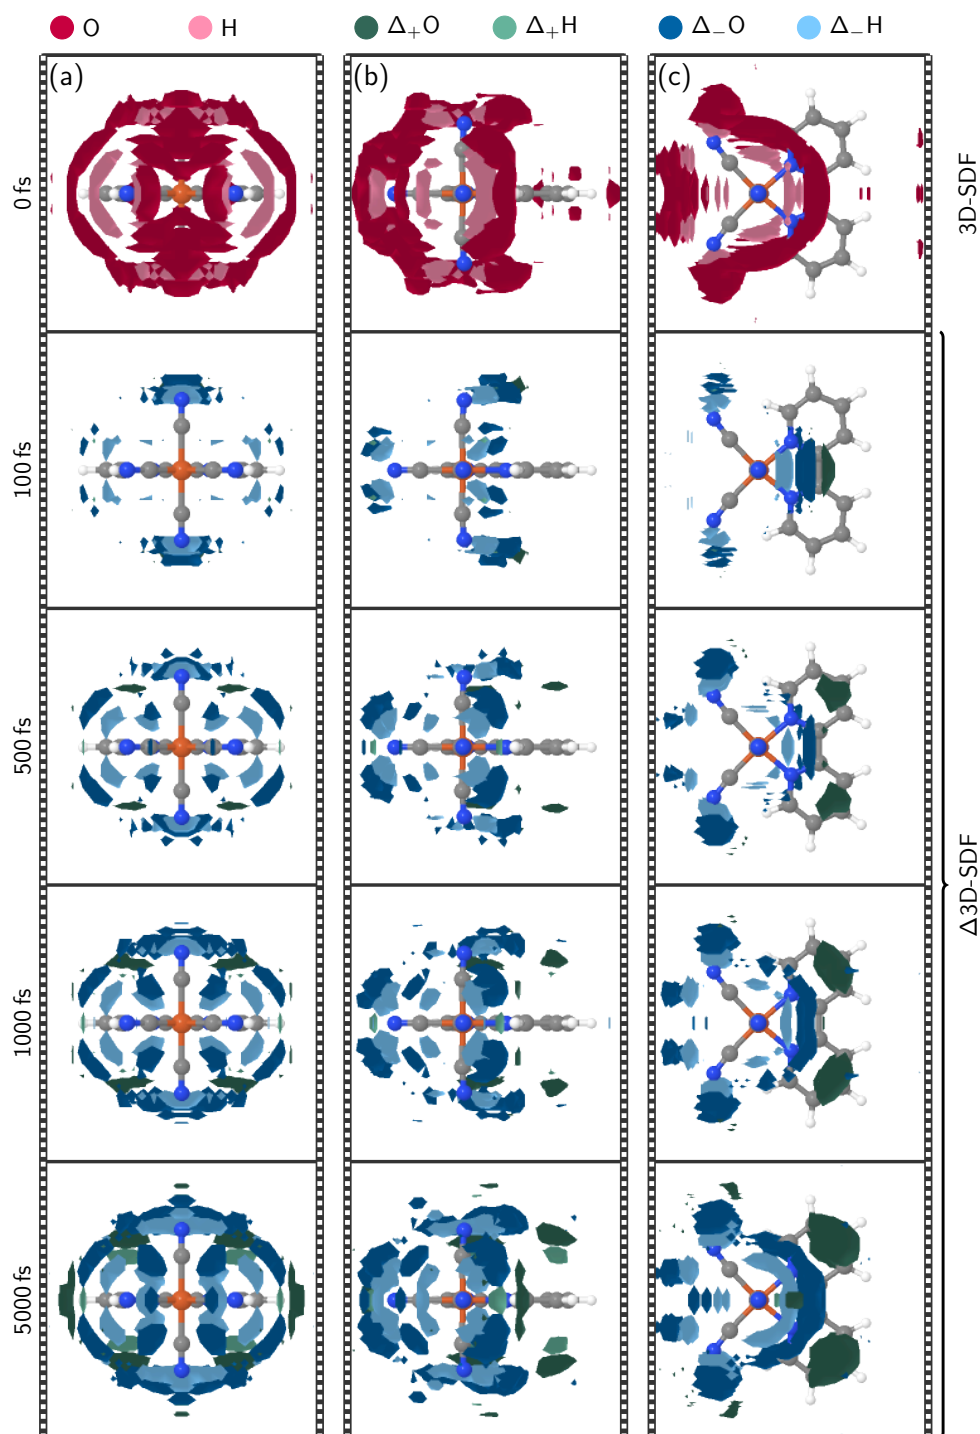 O H Δ₊O Δ₊H Δ₋O Δ₋H
(a) (b) (c)
0 fs
3D-SDF
100 fs
500 fs
Δ3D-SDF
1000 fs
5000 fs